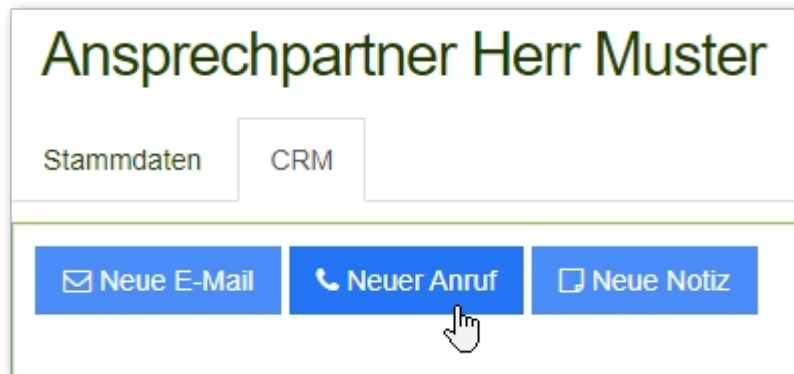 Ansprechpartner Herr Muster
Stammdaten CRM
Neue E-Mail Neuer Anruf Neue Notiz